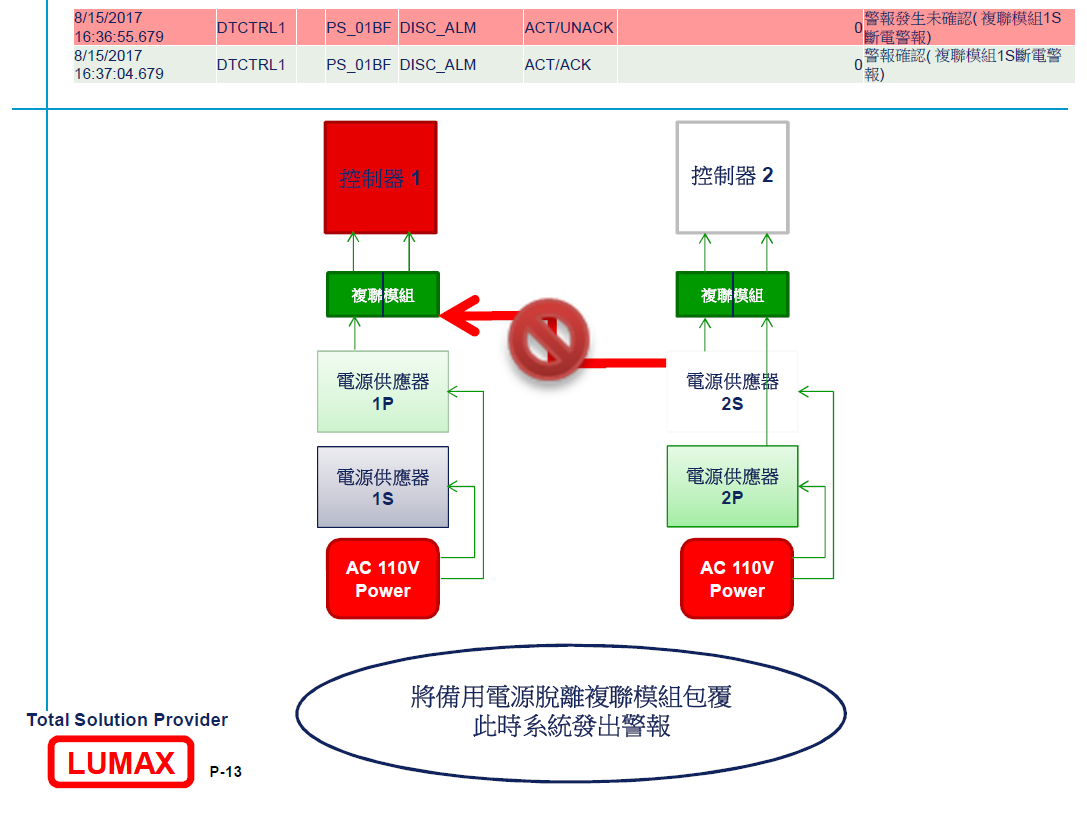 8/15/2017
16:36:55.679
DTCTRL1
PS_01BF
DISC_ALM
ACT/UNACK
0
警報發生未確認( 複聯模組1S
斷電警報)
8/15/2017
16:37:04.679
DTCTRL1
PS_01BF
DISC_ALM
ACT/ACK
0
警報確認( 複聯模組1S斷電警
報)
控制器 1
控制器 2
複聯模組
複聯模組
電源供應器
1P
電源供應器
2S
電源供應器
1S
電源供應器
2P
AC 110V
Power
AC 110V
Power
將備用電源脫離複聯模組包覆
此時系統發出警報
Total Solution Provider
LUMAX
P-13